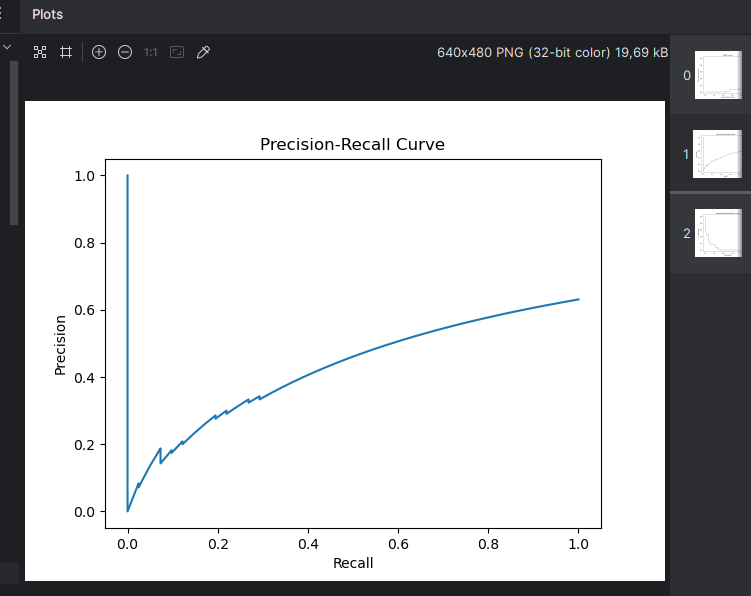 Plots
1:1
640x480 PNG (32-bit color) 19,69 kB
0
1
2
Precision-Recall Curve
1.0
0.8
0.6
0.4
0.2
0.0
Precision
0.0 0.2 0.4 0.6 0.8 1.0
Recall